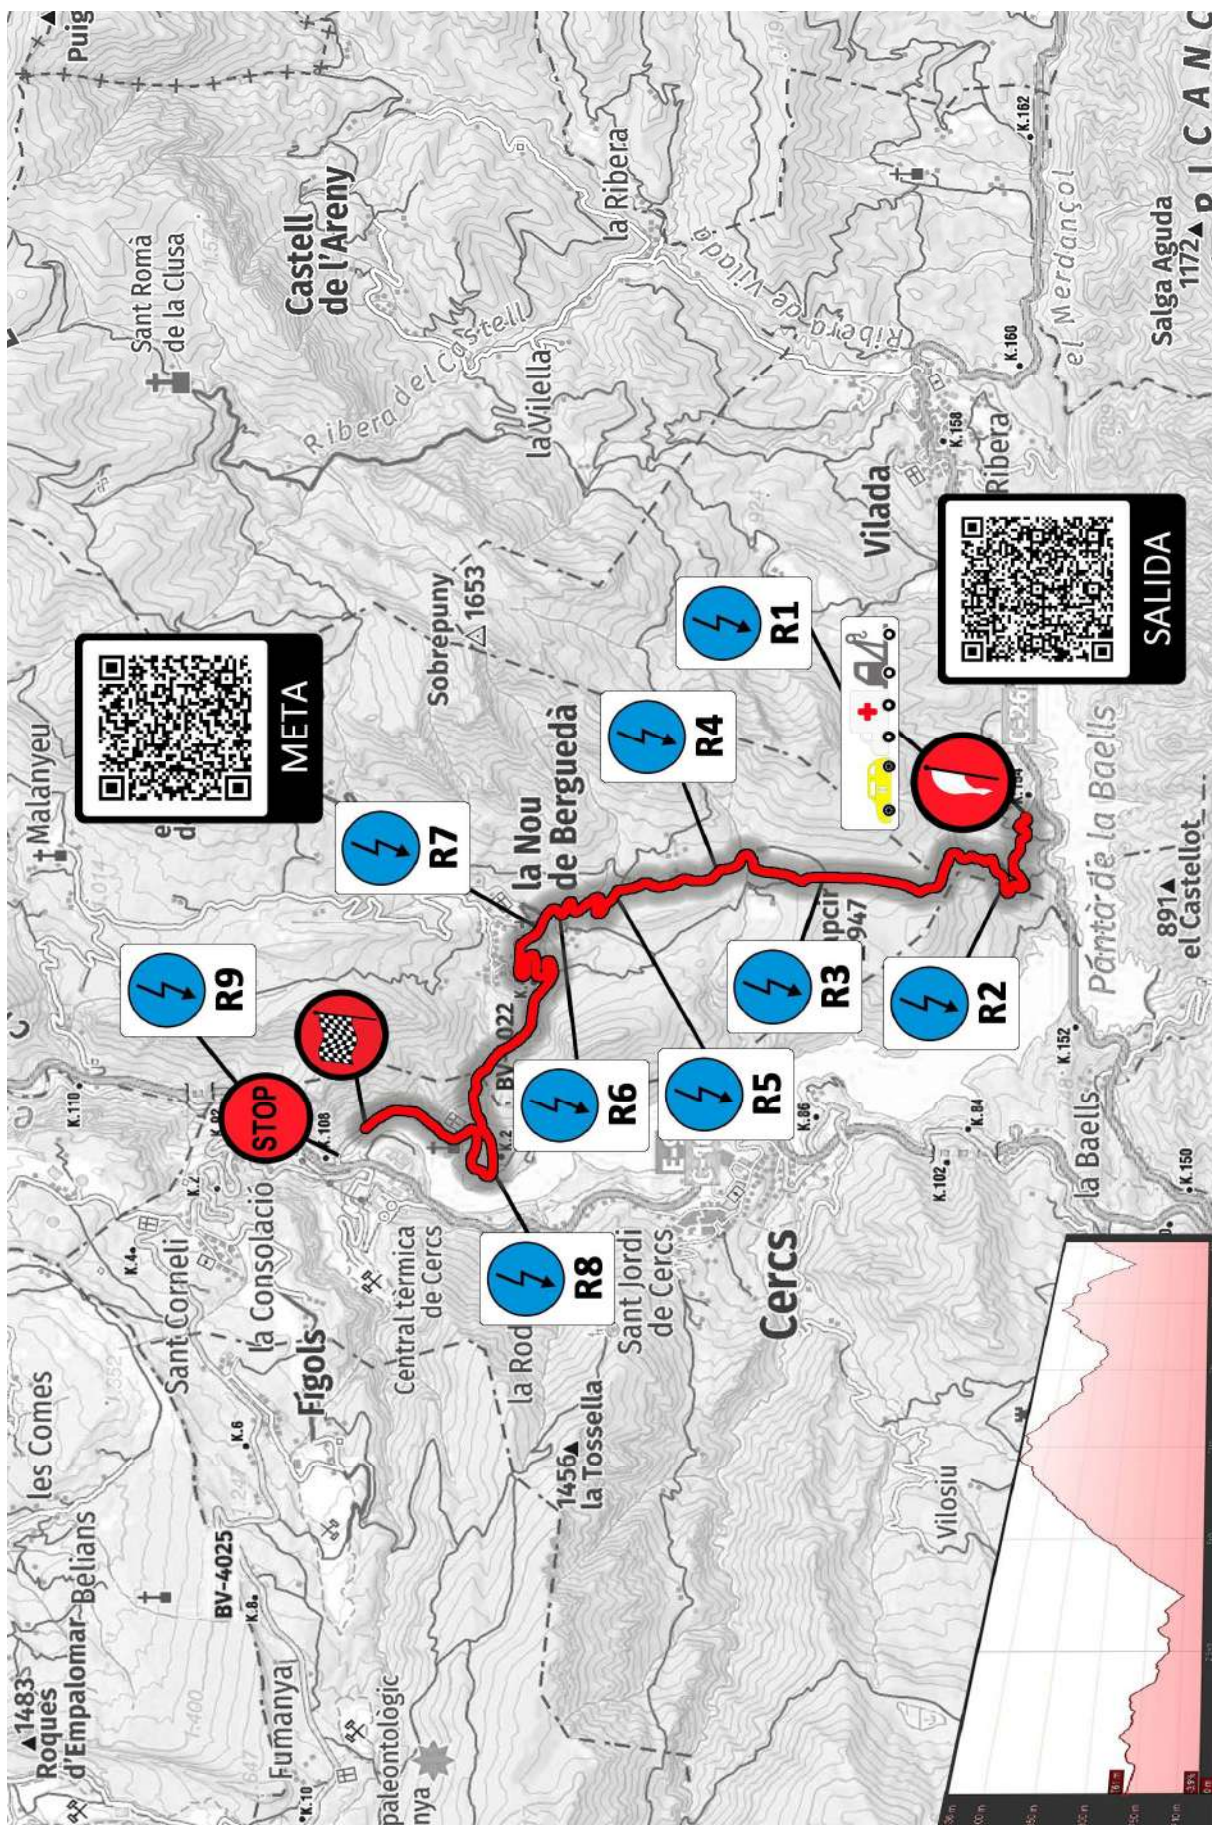 Puig
Sant Romà
de la Clusa
Castell
de l'Areny
la Ribera
Ribera del Castell
la Vilella
Ribera de Vilada
K.162
el Merdançol
Salga Aguda
1172
R I C A N C
K.160
K.158
Vilada
Ribera
SALIDA
Malanyeu
META
Sobrepuny
1653
R1
R4
C-26
la Nou
de Berguedà
R7
R9
STOP
K.110
K.108
K.2
Sant Corneli
K.4
la Consolació
Fígols
Central tèrmica
de Cercs
K.2
R6
R5
R3
947
R2
Pantà de la Baells
891
el Castellot
K.152
K.86
K.84
K.102
la Baells
K.150
R8
Sant Jordi
de Cercs
Cercs
la Rod
1456
la Tossella
Vilosiu
les Comes
K.6
BV-4025
K.8
Belians
1483
Roques
d'Empalomar
Fumanya
K.10
paleontològic
nya